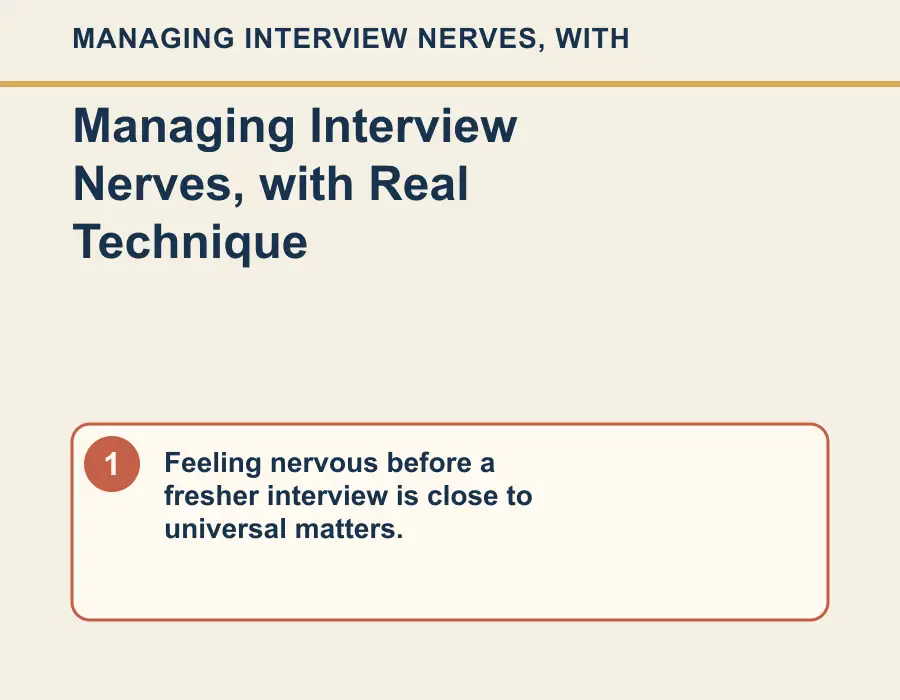 MANAGING INTERVIEW NERVES, WITH
Managing Interview
Nerves, with Real
Technique
1
Feeling nervous before a
fresher interview is close to
universal matters.